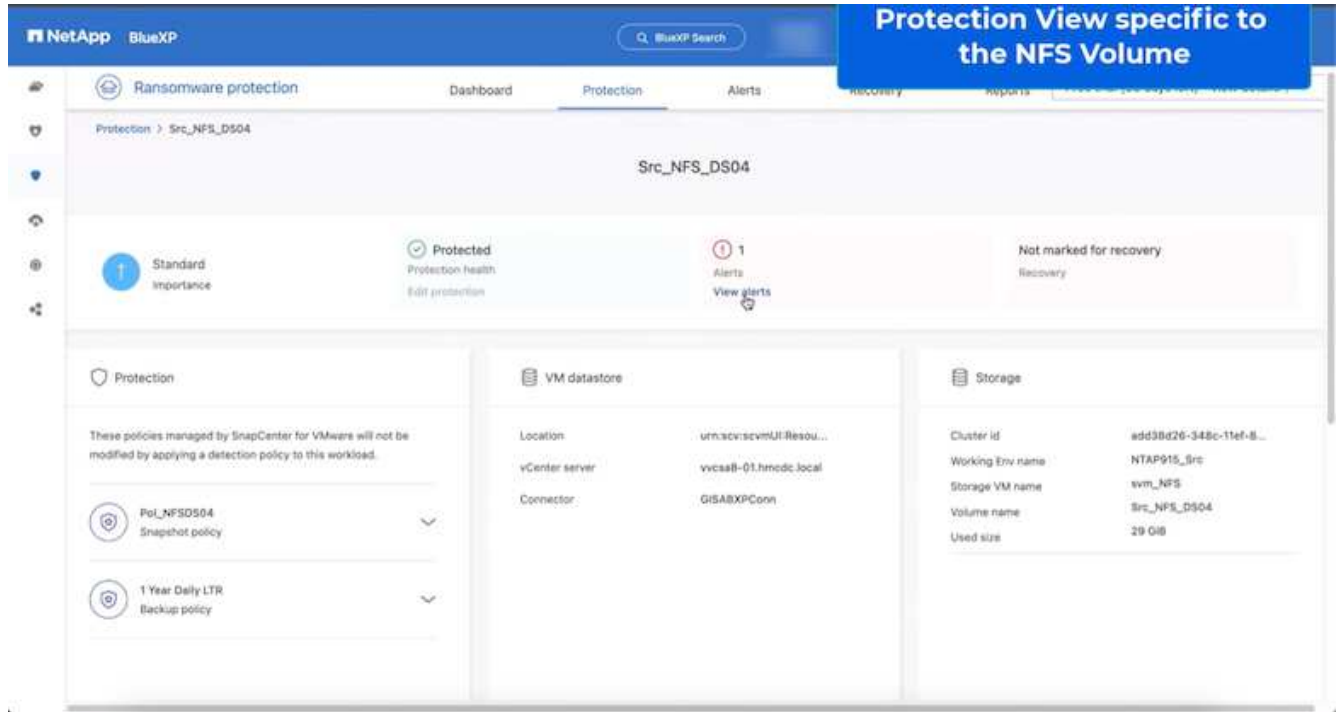 NetApp BlueXP
BlueXP Search
Protection View specific to
the NFS Volume
Ransomware protection
Dashboard
Protection
Alerts
Recovery
Reports
Protection > Src_NFS_DS04
Src_NFS_DS04
Standard
Importance
Protected
Protection health
Edit protection
1
Alerts
View alerts
Not marked for recovery
Recovery
Protection
These policies managed by SnapCenter for VMware will not be
modified by applying a detection policy to this workload.
Pol_NFSDS04
Snapshot policy
1 Year Daily LTR
Backup policy
VM datastore
Location urn:scv:scvmUI:Resou...
vCenter server vvcsa8-01.hmcdc.local
Connector GISABXPConn
Storage
Cluster id add38d26-348c-11ef-8...
Working Env name NTAP915_Src
Storage VM name svm_NFS
Volume name Src_NFS_DS04
Used size 29 GiB